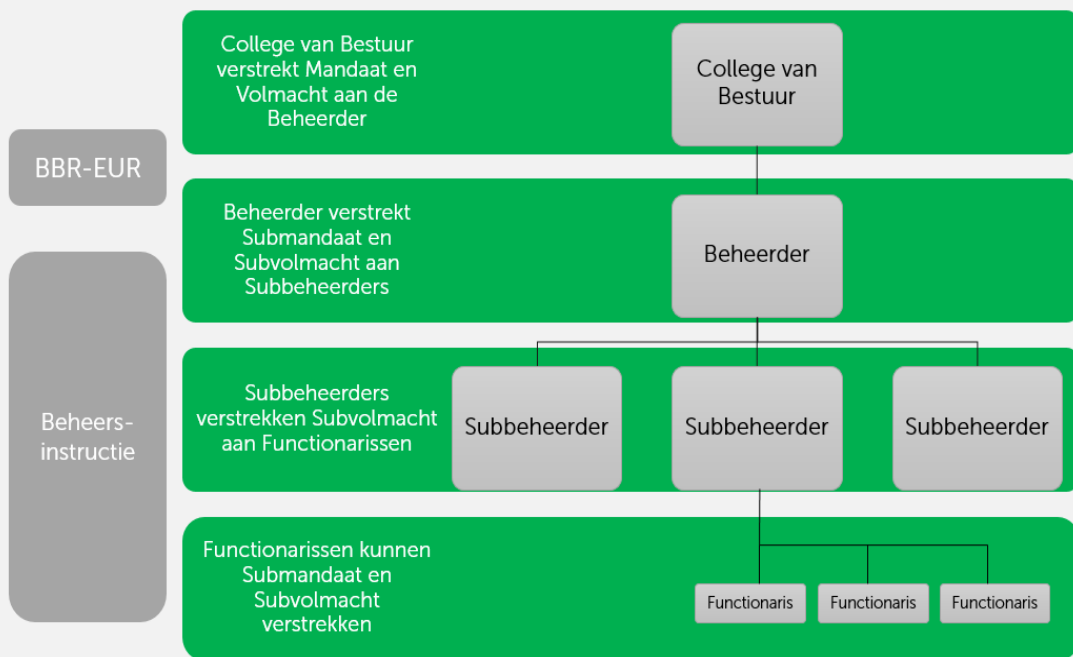 College van Bestuur
verstrekt Mandaat en
Volmacht aan de
Beheerder
College van
Bestuur
BBR-EUR
Beheerder verstrekt
Submandaat en
Subvolmacht aan
Subbeheerders
Beheerder
Beheers-
instructie
Subbeheerders
verstrekken Subvolmacht
aan Functionarissen
Subbeheerder
Subbeheerder
Subbeheerder
Functionarissen kunnen
Submandaat en
Subvolmacht
verstrekken
Functionaris
Functionaris
Functionaris